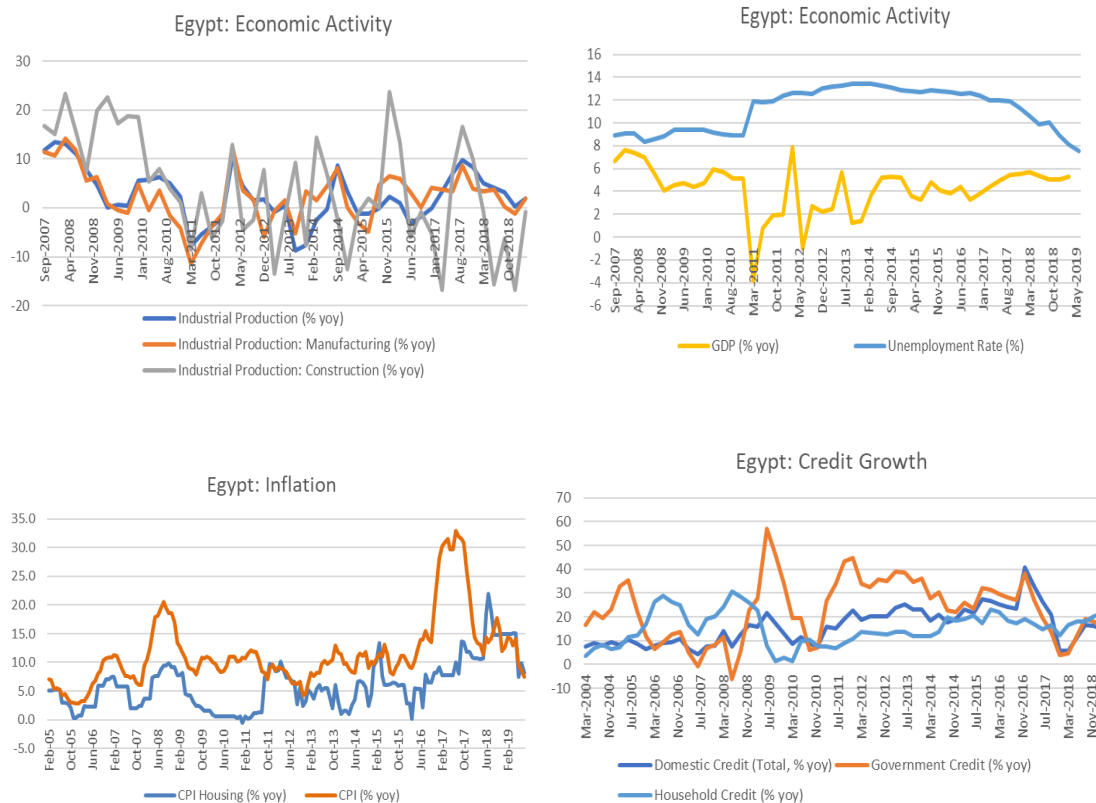 Egypt: Economic Activity
30
20
10
0
-10
-20
Sep-2007
Apr-2008
Nov-2008
Jun-2009
Jan-2010
Aug-2010
Mar-2011
Oct-2011
May-2012
Dec-2012
Jul-2013
Feb-2014
Sep-2014
Apr-2015
Nov-2015
Jun-2016
Jan-2017
Aug-2017
Mar-2018
Oct-2018
Industrial Production (% yoy)
Industrial Production: Manufacturing (% yoy)
Industrial Production: Construction (% yoy)
Egypt: Economic Activity
16
14
12
10
8
6
4
2
0
-2
-4
-6
Sep-2007
Apr-2008
Nov-2008
Jun-2009
Jan-2010
Aug-2010
Mar-2011
Oct-2011
May-2012
Dec-2012
Jul-2013
Feb-2014
Sep-2014
Apr-2015
Nov-2015
Jun-2016
Jan-2017
Aug-2017
Mar-2018
Oct-2018
May-2019
GDP (% yoy) Unemployment Rate (%)
Egypt: Inflation
35.0
30.0
25.0
20.0
15.0
10.0
5.0
0.0
-5.0
Feb-05
Oct-05
Jun-06
Feb-07
Oct-07
Jun-08
Feb-09
Oct-09
Jun-10
Feb-11
Oct-11
Jun-12
Feb-13
Oct-13
Jun-14
Feb-15
Oct-15
Jun-16
Feb-17
Oct-17
Jun-18
Feb-19
CPI Housing (% yoy) CPI (% yoy)
Egypt: Credit Growth
70
60
50
40
30
20
10
0
-10
Mar-2004
Nov-2004
Jul-2005
Mar-2006
Nov-2006
Jul-2007
Mar-2008
Nov-2008
Jul-2009
Mar-2010
Nov-2010
Jul-2011
Mar-2012
Nov-2012
Jul-2013
Mar-2014
Nov-2014
Jul-2015
Mar-2016
Nov-2016
Jul-2017
Mar-2018
Nov-2018
Domestic Credit (Total, % yoy) Government Credit (% yoy)
Household Credit (% yoy)